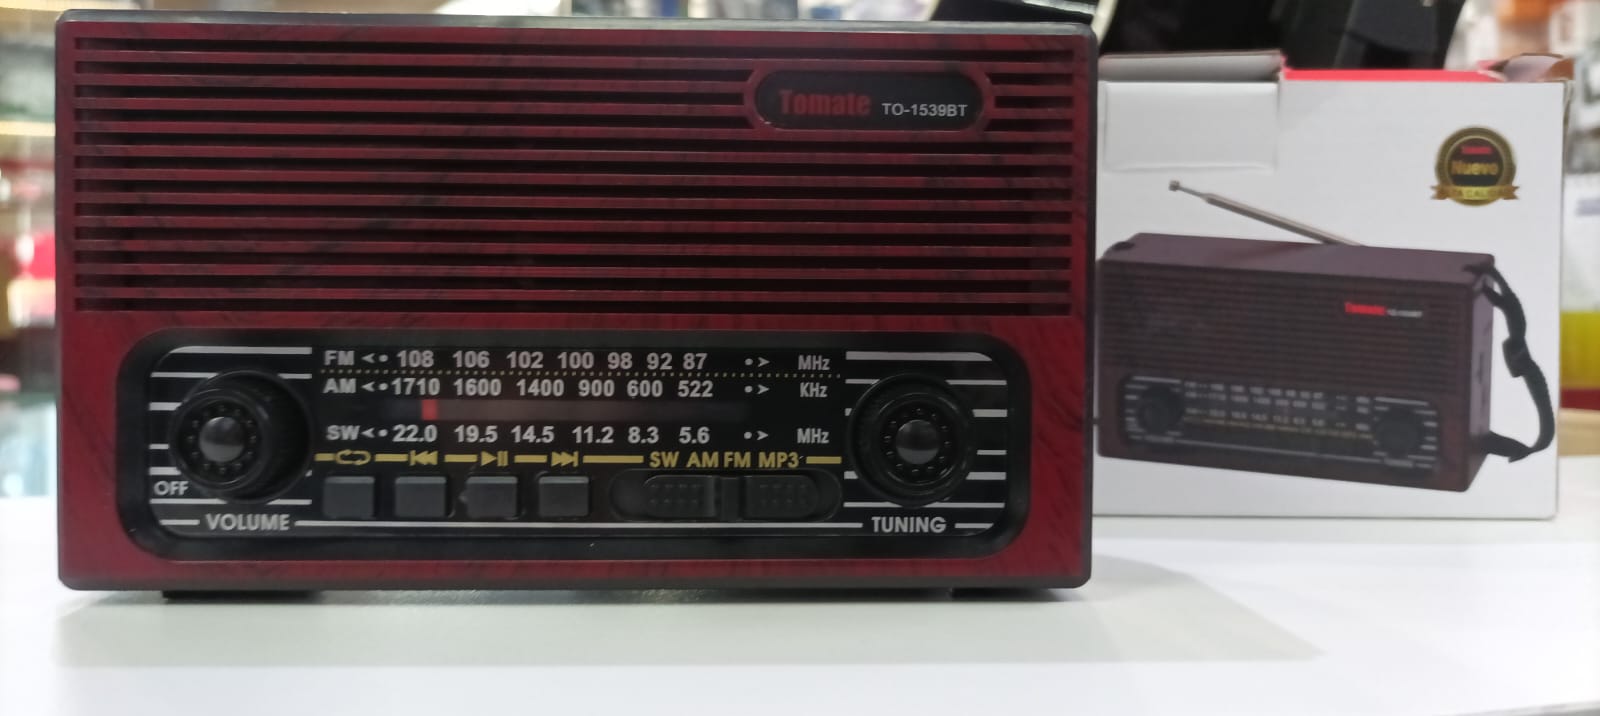 Tomate TO-1539BT
FM 108 106 102 100 98 92 87 MHz
AM 1710 1600 1400 900 600 522 KHz
SW 22.0 19.5 14.5 11.2 8.3 5.6 MHz
SW AM FM MP3
OFF
VOLUME
TUNING
Nuevo
Tomate